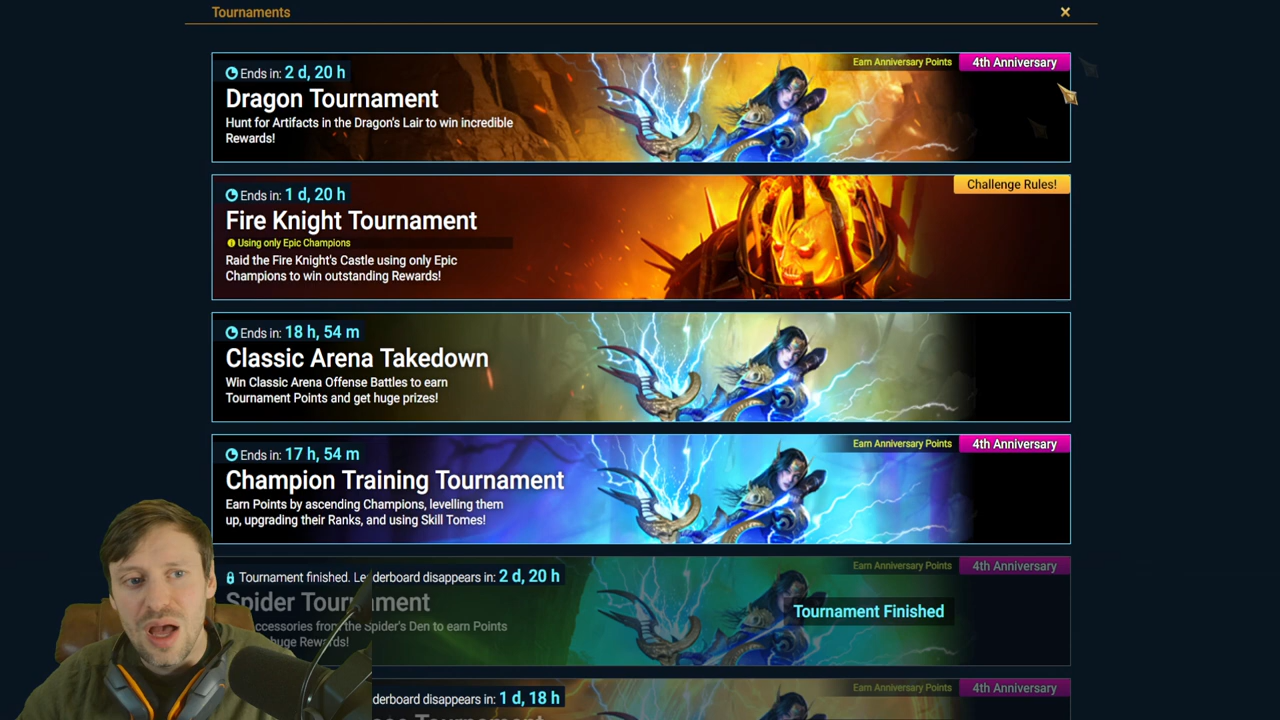 Tournaments
Ends in: 2 d, 20 h
Earn Anniversary Points
4th Anniversary
Dragon Tournament
Hunt for Artifacts in the Dragon's Lair to win incredible
Rewards!
Ends in: 1 d, 20 h
Challenge Rules!
Fire Knight Tournament
Using only Epic Champions
Raid the Fire Knight's Castle using only Epic
Champions to win outstanding Rewards!
Ends in: 18 h, 54 m
Classic Arena Takedown
Win Classic Arena Offense Battles to earn
Tournament Points and get huge prizes!
Ends in: 17 h, 54 m
Earn Anniversary Points
4th Anniversary
Champion Training Tournament
Earn Points by ascending Champions, levelling them
up, upgrading their Ranks, and using Skill Tomes!
Tournament finished. Leaderboard disappears in: 2 d, 20 h
Earn Anniversary Points
4th Anniversary
Spider Tournament
Tournament Finished
accessories from the Spider's Den to earn Points
huge Rewards!
derboard disappears in: 1 d, 18 h
Earn Anniversary Points
4th Anniversary